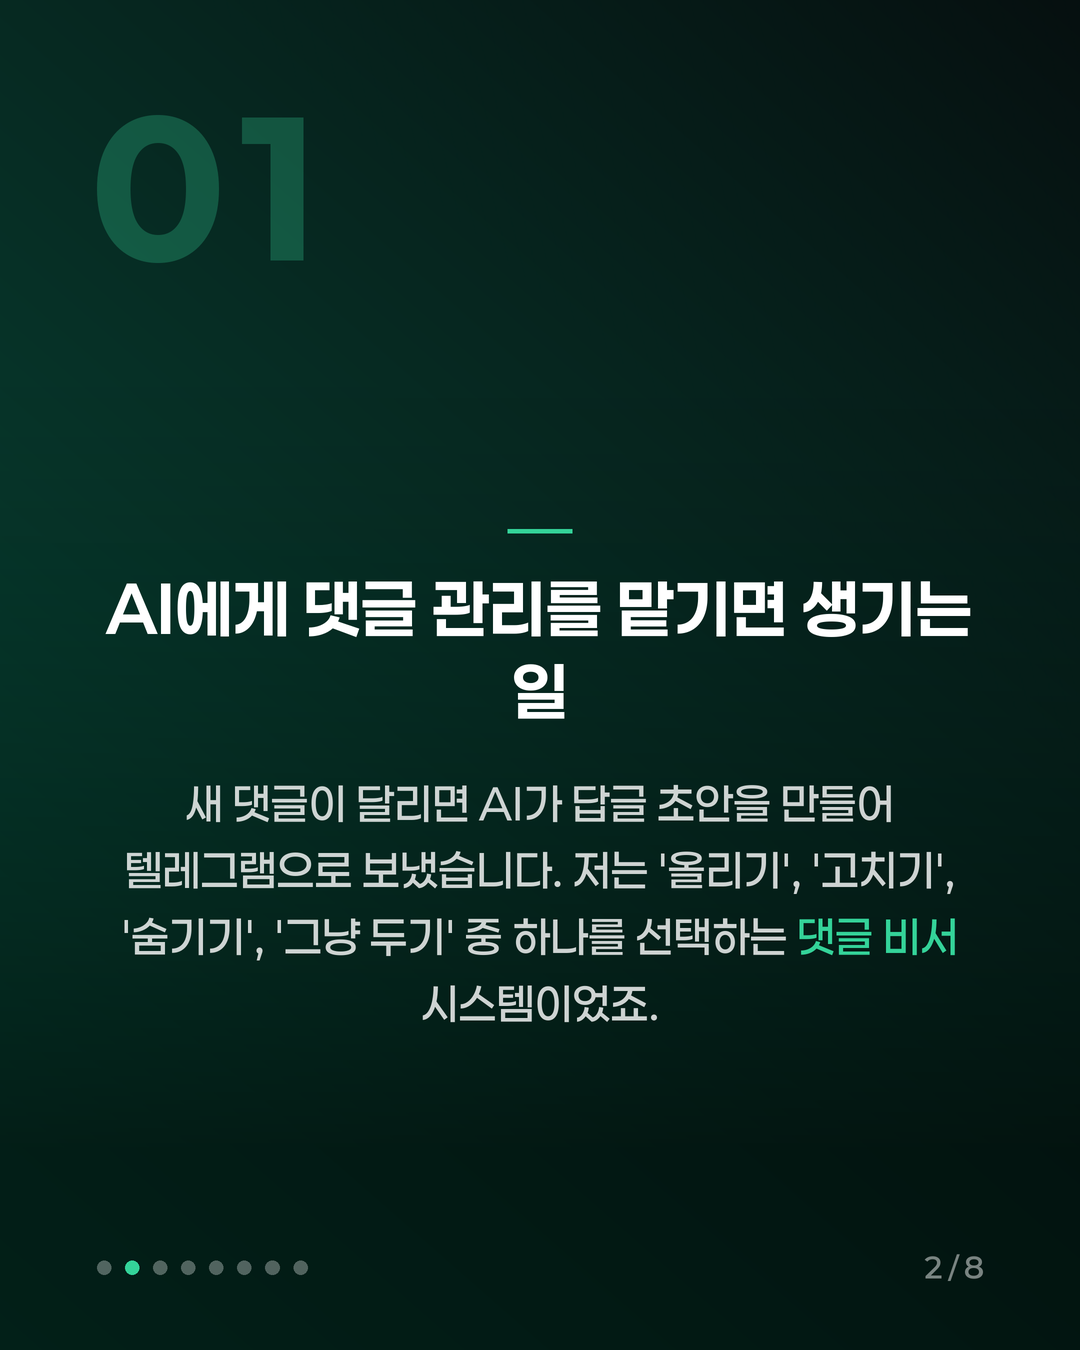 01
AI에게 댓글 관리를 맡기면 생기는
일
새 댓글이 달리면 AI가 답글 초안을 만들어
텔레그램으로 보냈습니다. 저는 '올리기', '고치기',
'숨기기', '그냥 두기' 중 하나를 선택하는 댓글 비서
시스템이었죠.
2/8